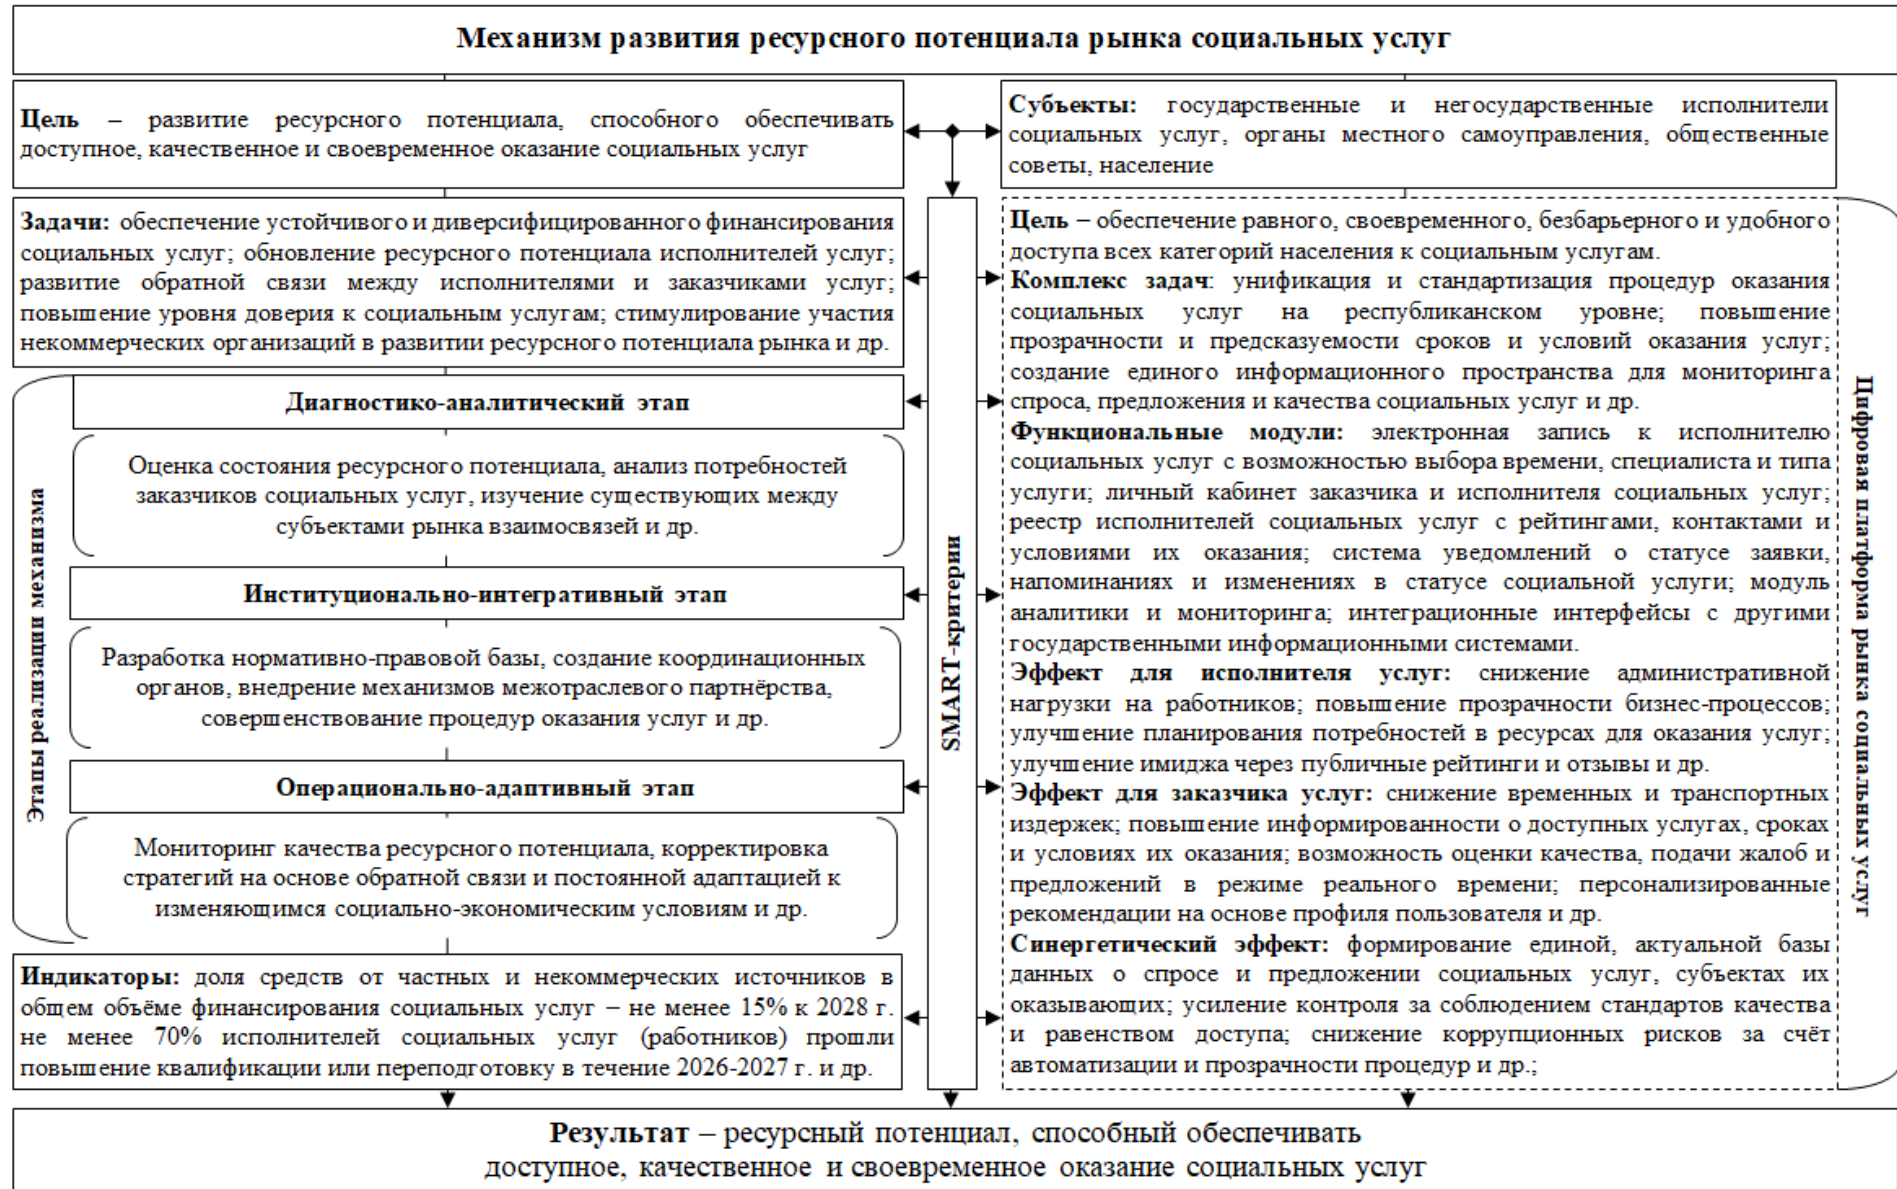 Механизм развития ресурсного потенциала рынка социальных услуг
Цель – развитие ресурсного потенциала, способного обеспечивать
доступное, качественное и своевременное оказание социальных услуг
Субъекты: государственные и негосударственные исполнители
социальных услуг, органы местного самоуправления, общественные
советы, население
Задачи: обеспечение устойчивого и диверсифицированного финансирования
социальных услуг; обновление ресурсного потенциала исполнителей услуг;
развитие обратной связи между исполнителями и заказчиками услуг;
повышение уровня доверия к социальным услугам; стимулирование участия
некоммерческих организаций в развитии ресурсного потенциала рынка и др.
Этапы реализации механизма
Диагностико-аналитический этап
Оценка состояния ресурсного потенциала, анализ потребностей
заказчиков социальных услуг, изучение существующих между
субъектами рынка взаимосвязей и др.
Институционально-интегративный этап
Разработка нормативно-правовой базы, создание координационных
органов, внедрение механизмов межотраслевого партнёрства,
совершенствование процедур оказания услуг и др.
Операционально-адаптивный этап
Мониторинг качества ресурсного потенциала, корректировка
стратегий на основе обратной связи и постоянной адаптацией к
изменяющимся социально-экономическим условиям и др.
Индикаторы: доля средств от частных и некоммерческих источников в
общем объёме финансирования социальных услуг – не менее 15% к 2028 г.
не менее 70% исполнителей социальных услуг (работников) прошли
повышение квалификации или переподготовку в течение 2026-2027 г. и др.
SMART-критерии
Цель – обеспечение равного, своевременного, безбарьерного и удобного
доступа всех категорий населения к социальным услугам.
Комплекс задач: унификация и стандартизация процедур оказания
социальных услуг на республиканском уровне; повышение
прозрачности и предсказуемости сроков и условий оказания услуг;
создание единого информационного пространства для мониторинга
спроса, предложения и качества социальных услуг и др.
Функциональные модули: электронная запись к исполнителю
социальных услуг с возможностью выбора времени, специалиста и типа
услуги; личный кабинет заказчика и исполнителя социальных услуг;
реестр исполнителей социальных услуг с рейтингами, контактами и
условиями их оказания; система уведомлений о статусе заявки,
напоминаниях и изменениях в статусе социальной услуги; модуль
аналитики и мониторинга; интеграционные интерфейсы с другими
государственными информационными системами.
Эффект для исполнителя услуг: снижение административной
нагрузки на работников; повышение прозрачности бизнес-процессов;
улучшение планирования потребностей в ресурсах для оказания услуг;
улучшение имиджа через публичные рейтинги и отзывы и др.
Эффект для заказчика услуг: снижение временных и транспортных
издержек; повышение информированности о доступных услугах, сроках
и условиях их оказания; возможность оценки качества, подачи жалоб и
предложений в режиме реального времени; персонализированные
рекомендации на основе профиля пользователя и др.
Синергетический эффект: формирование единой, актуальной базы
данных о спросе и предложении социальных услуг, субъектах их
оказывающих; усиление контроля за соблюдением стандартов качества
и равенством доступа; снижение коррупционных рисков за счёт
автоматизации и прозрачности процедур и др.;
Цифровая платформа рынка социальных услуг
Результат – ресурсный потенциал, способный обеспечивать
доступное, качественное и своевременное оказание социальных услуг